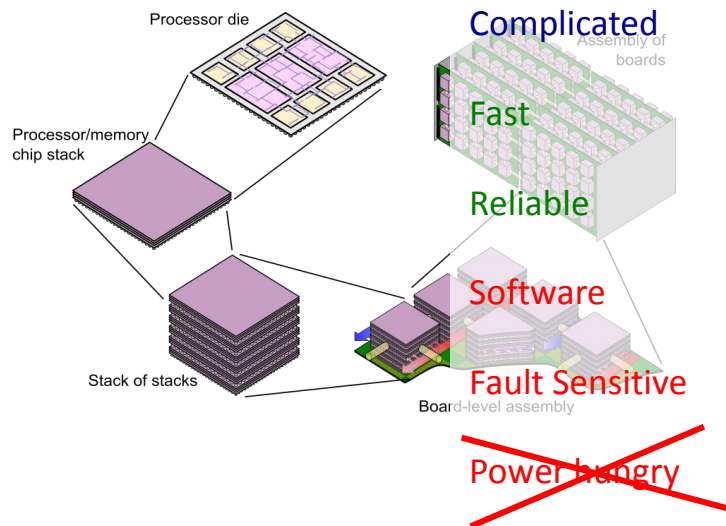 Processor die
Complicated
Assembly of
boards
Fast
Processor/memory
chip stack
Reliable
Software
Stack of stacks
Fault Sensitive
Board-level assembly
Power hungry